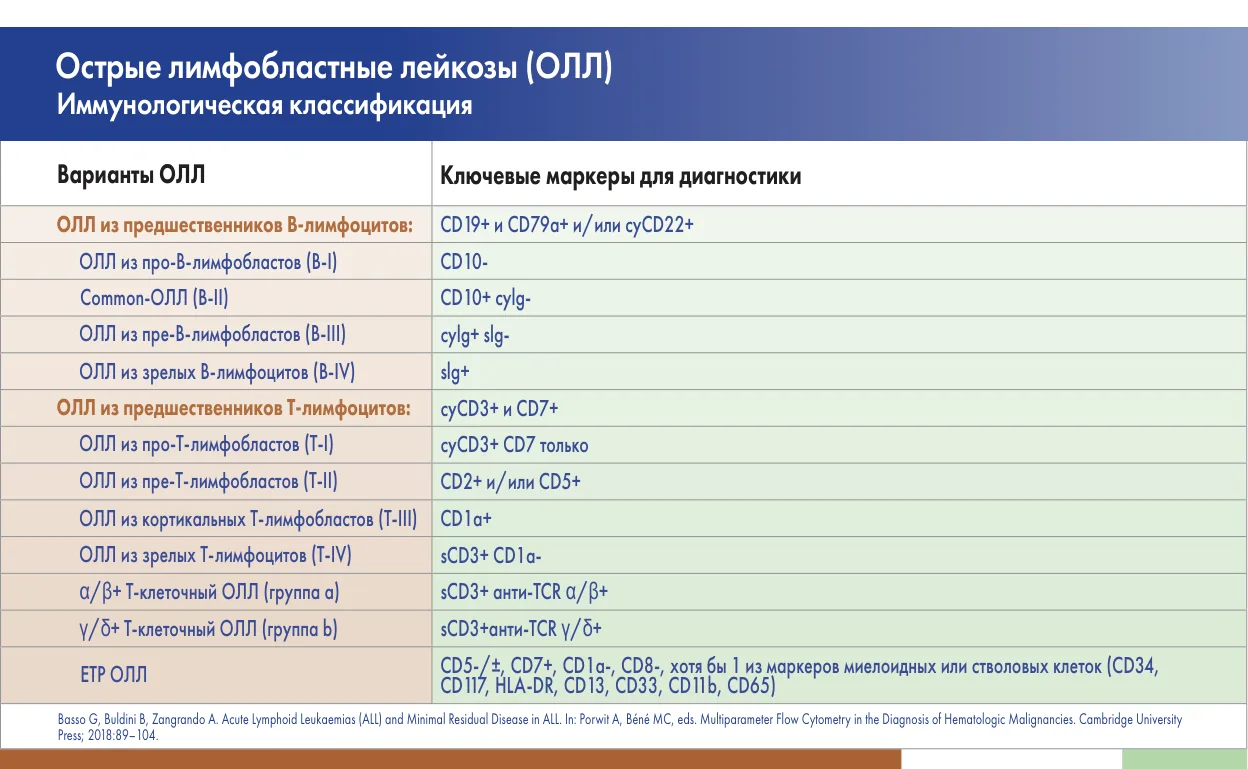 Острые лимфобластные лейкозы (ОЛЛ)
Иммунологическая классификация
Варианты ОЛЛ
Ключевые маркеры для диагностики
ОЛЛ из предшественников В-лимфоцитов:
CD19+ и CD79a+ и/или cyCD22+
ОЛЛ из про-В-лимфобластов (B-I)
CD10-
Common-ОЛЛ (B-II)
CD10+ cylg-
ОЛЛ из пре-В-лимфобластов (B-III)
cylg+ slg-
ОЛЛ из зрелых В-лимфоцитов (B-IV)
slg+
ОЛЛ из предшественников Т-лимфоцитов:
cyCD3+ и CD7+
ОЛЛ из про-Т-лимфобластов (T-I)
cyCD3+ CD7 только
ОЛЛ из пре-Т-лимфобластов (T-II)
CD2+ и/или CD5+
ОЛЛ из кортикальных Т-лимфобластов (T-III)
CD1a+
ОЛЛ из зрелых Т-лимфоцитов (T-IV)
sCD3+ CD1a-
α/β+ Т-клеточный ОЛЛ (группа a)
sCD3+ анти-TCR α/β+
γ/δ+ Т-клеточный ОЛЛ (группа b)
sCD3+анти-TCR γ/δ+
ETP ОЛЛ
CD5-/±, CD7+, CD1a-, CD8-, хотя бы 1 из маркеров миелоидных или стволовых клеток (CD34,
CD117, HLA-DR, CD13, CD33, CD11b, CD65)
Basso G, Buldini B, Zangrando A. Acute Lymphoid Leukaemias (ALL) and Minimal Residual Disease in ALL. In: Porwit A, Béné MC, eds. Multiparameter Flow Cytometry in the Diagnosis of Hematologic Malignancies. Cambridge University
Press; 2018:89–104.